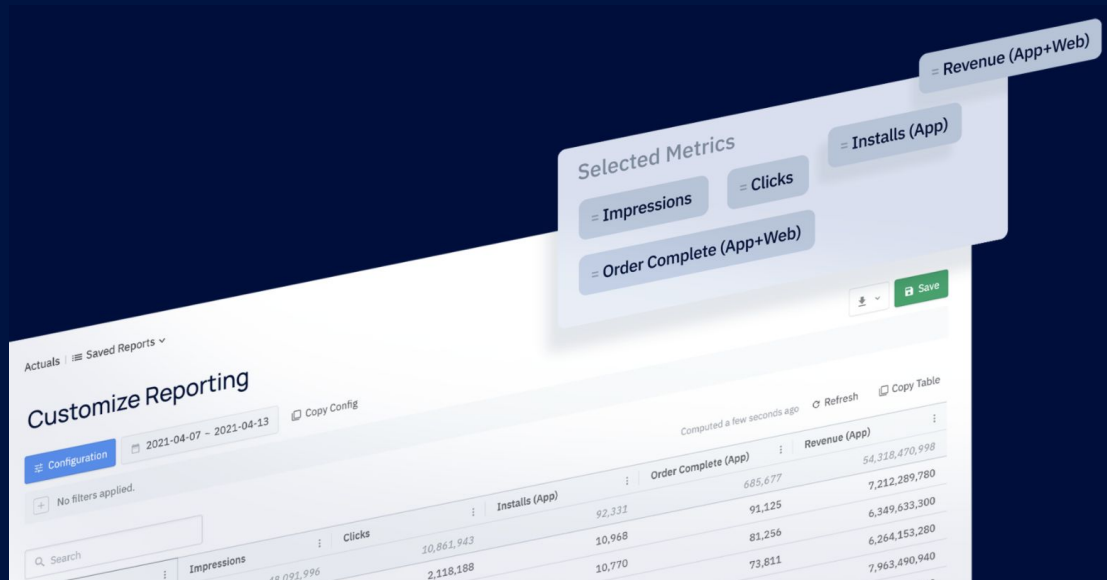 = Revenue (App+Web)
Selected Metrics
= Installs (App)
= Impressions
= Clicks
= Order Complete (App+Web)
Actuals | Saved Reports
Save
Customize Reporting
Configuration
2021-04-07 ~ 2021-04-13
Copy Config
Computed a few seconds ago
Refresh
Copy Table
+ No filters applied.
Search
Impressions
Clicks
Installs (App)
Order Complete (App)
Revenue (App)
10,861,943
92,331
685,677
54,318,470,998
2,118,188
10,968
91,125
7,212,289,780
10,770
81,256
6,349,633,300
73,811
6,264,153,280
7,963,490,940